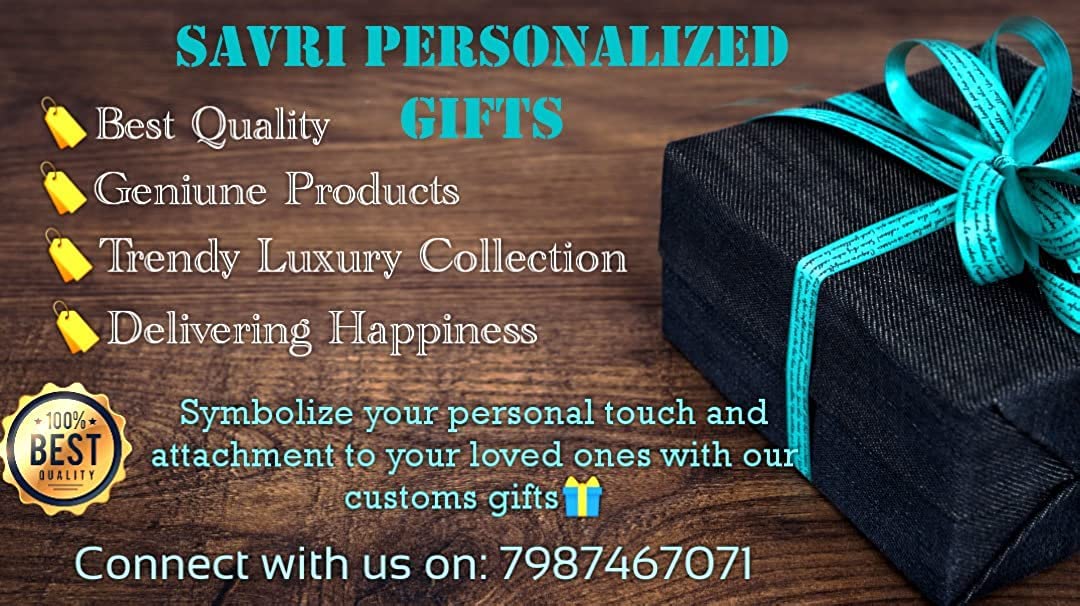 SAVRI PERSONALIZED
GIFTS
Best Quality
Geniune Products
Trendy Luxury Collection
Delivering Happiness
100%
BEST
QUALITY
Symbolize your personal touch and
attachment to your loved ones with our
customs gifts
Connect with us on: 7987467071